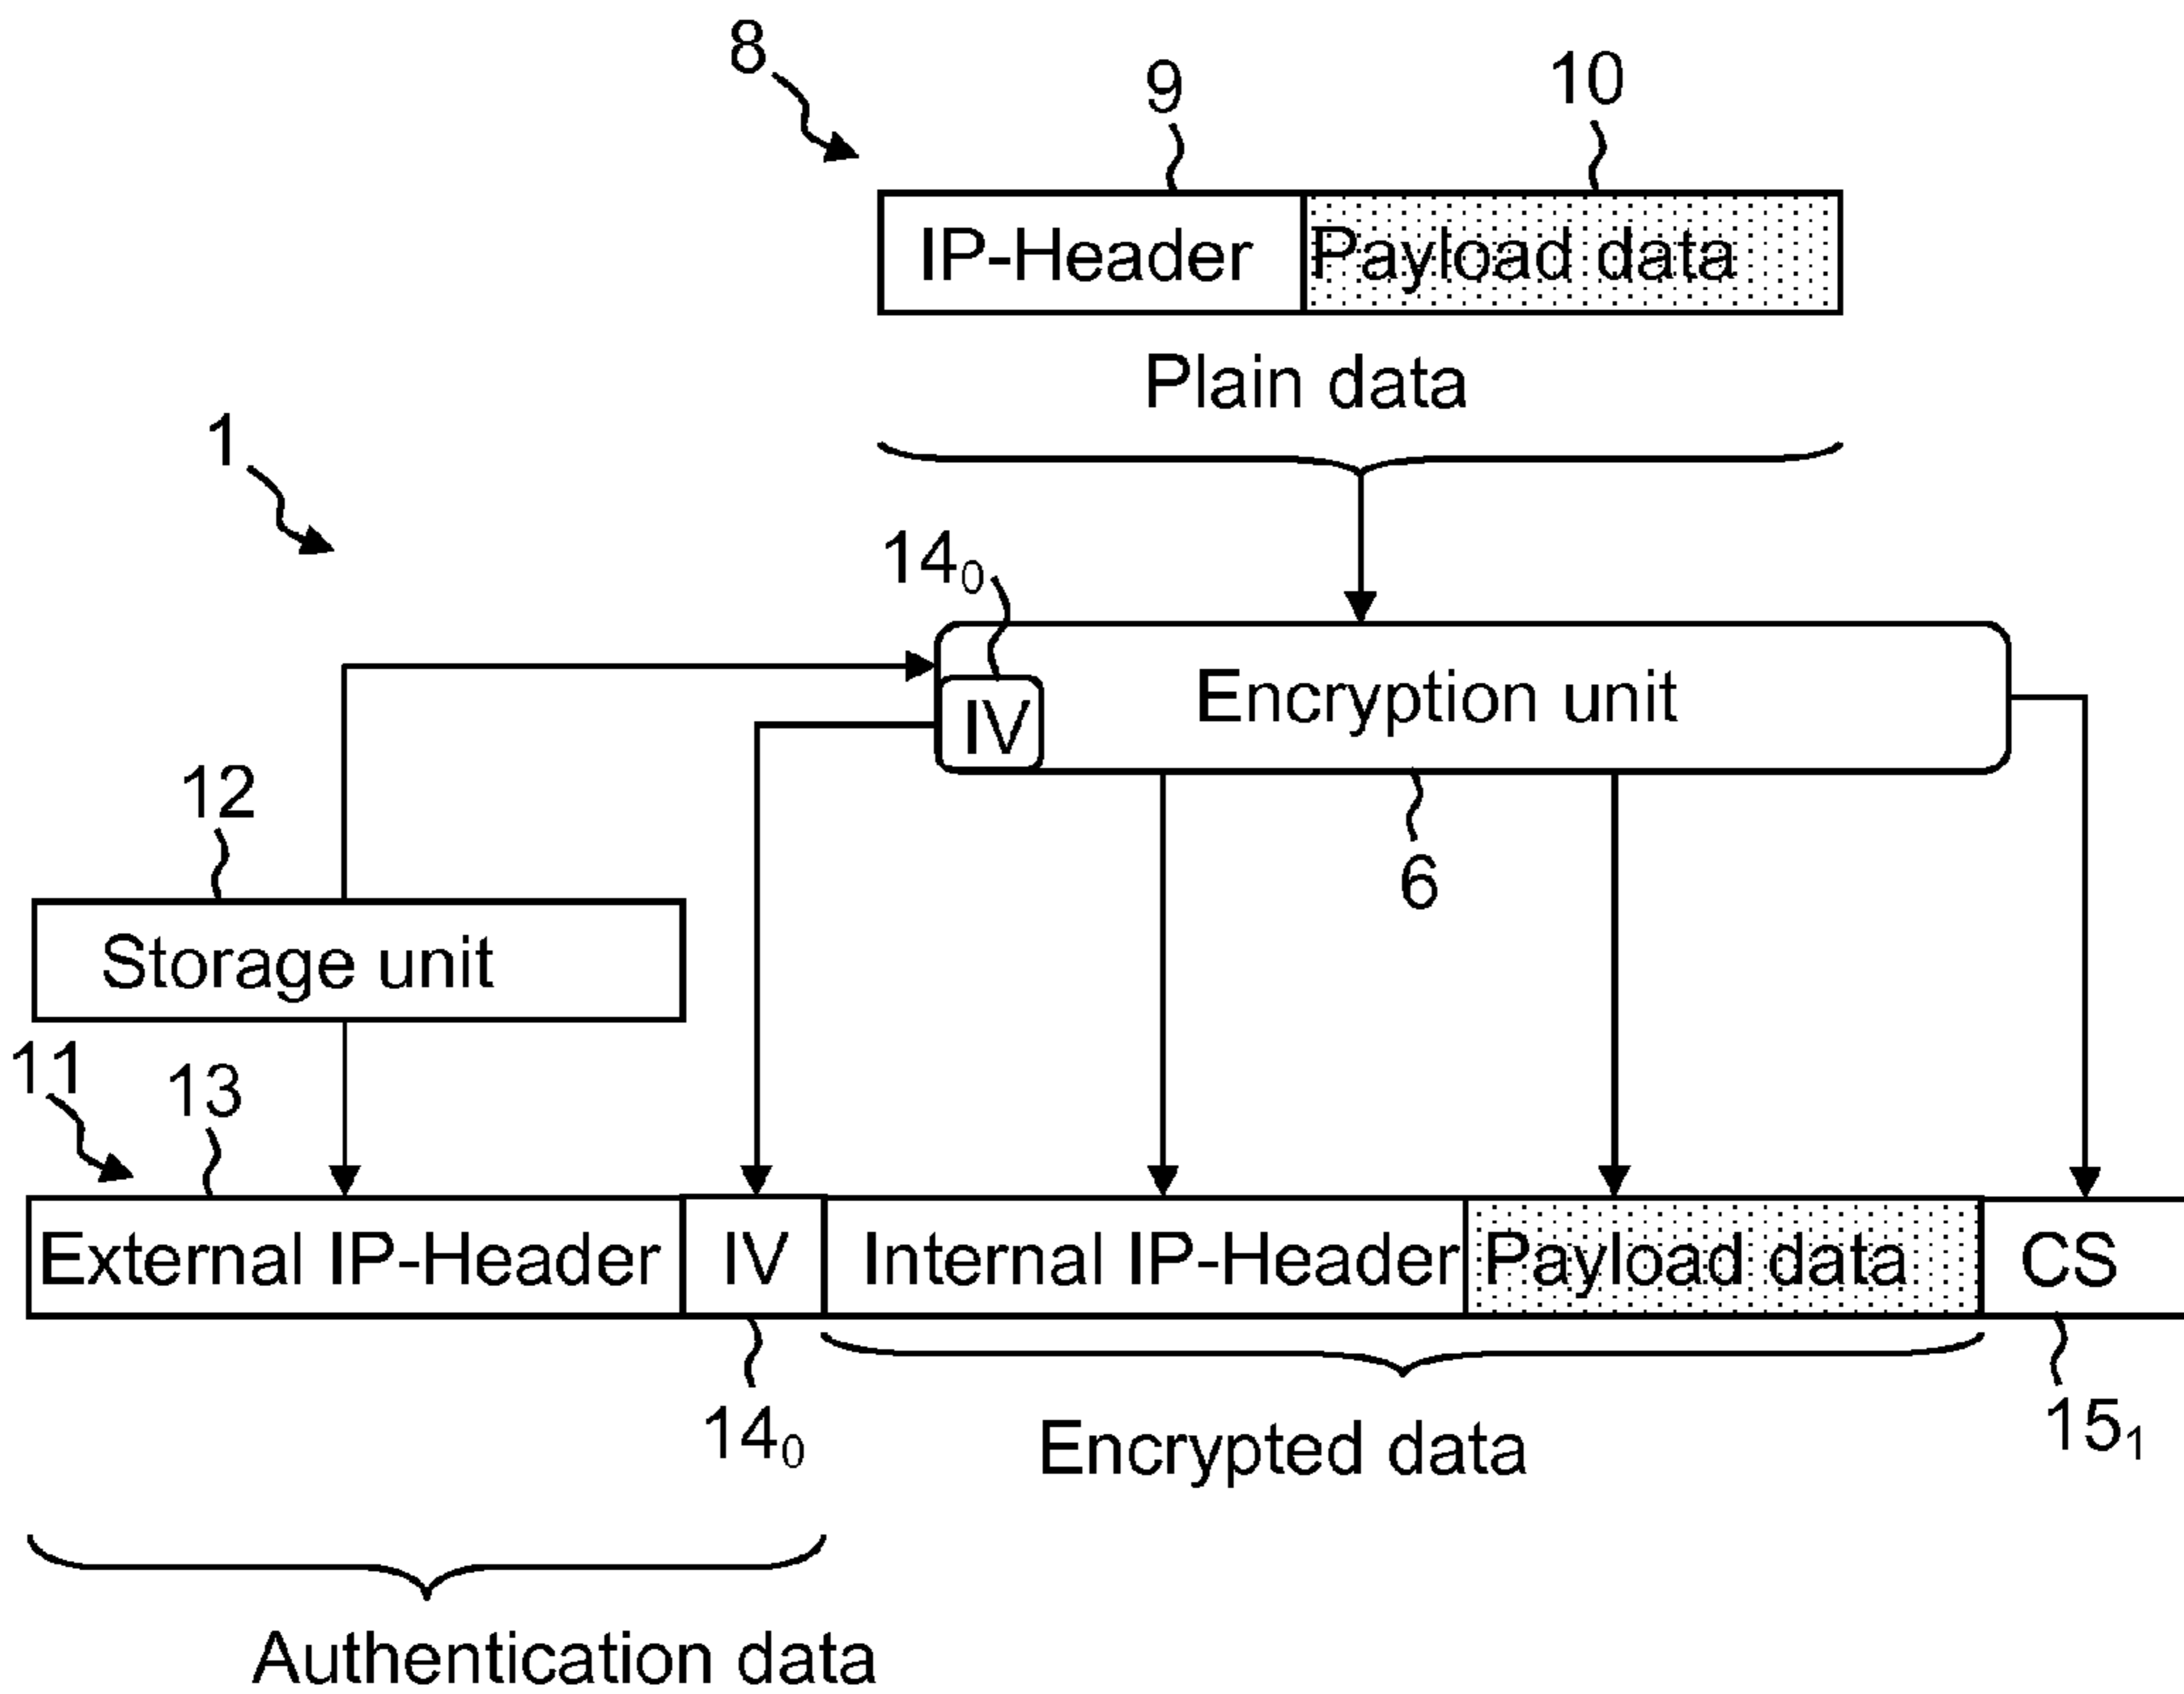 8
9
10
IP-Header Payload data
Plain data
1
14₀
IV Encryption unit
12
6
Storage unit
11
13
External IP-Header IV Internal IP-Header Payload data CS
14₀
15₁
Encrypted data
Authentication data